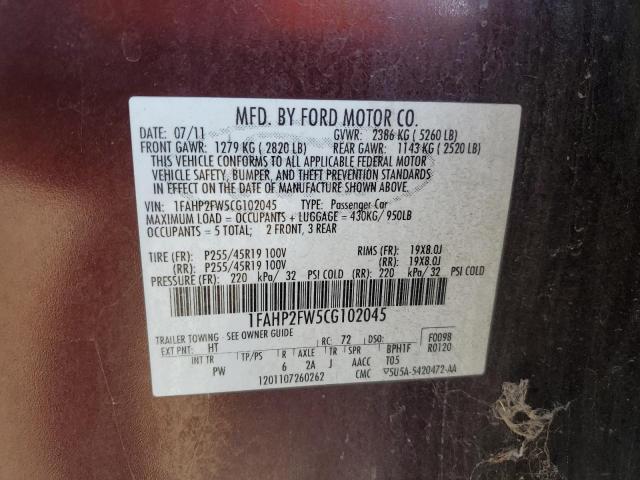 MFD. BY FORD MOTOR CO.
DATE: 07/11 GVWR: 2386 KG ( 5260 LB)
FRONT GAWR: 1279 KG ( 2820 LB) REAR GAWR: 1143 KG ( 2520 LB)
THIS VEHICLE CONFORMS TO ALL APPLICABLE FEDERAL MOTOR
VEHICLE SAFETY, BUMPER, AND THEFT PREVENTION STANDARDS
IN EFFECT ON THE DATE OF MANUFACTURE SHOWN ABOVE.
VIN: 1FAHP2FW5CG102045 TYPE: Passenger Car
MAXIMUM LOAD = OCCUPANTS + LUGGAGE = 430KG/ 950LB
OCCUPANTS = 5 TOTAL; 2 FRONT, 3 REAR
TIRE (FR): P255/45R19 100V RIMS (FR): 19X8.0J
(RR): P255/45R19 100V (RR): 19X8.0J
PRESSURE (FR): 220 kPa/ 32 PSI COLD (RR): 220 kPa/ 32 PSI COLD
1FAHP2FW5CG102045
TRAILER TOWING - SEE OWNER GUIDE
EXT PNT: HT RC: 72 DSO: F0098
INT TR TP/PS R AXLE TR SPR BPH1F R0120
PW 6 2A J AACC T05
1201107260262 CMC ▽5U5A-5420472-AA